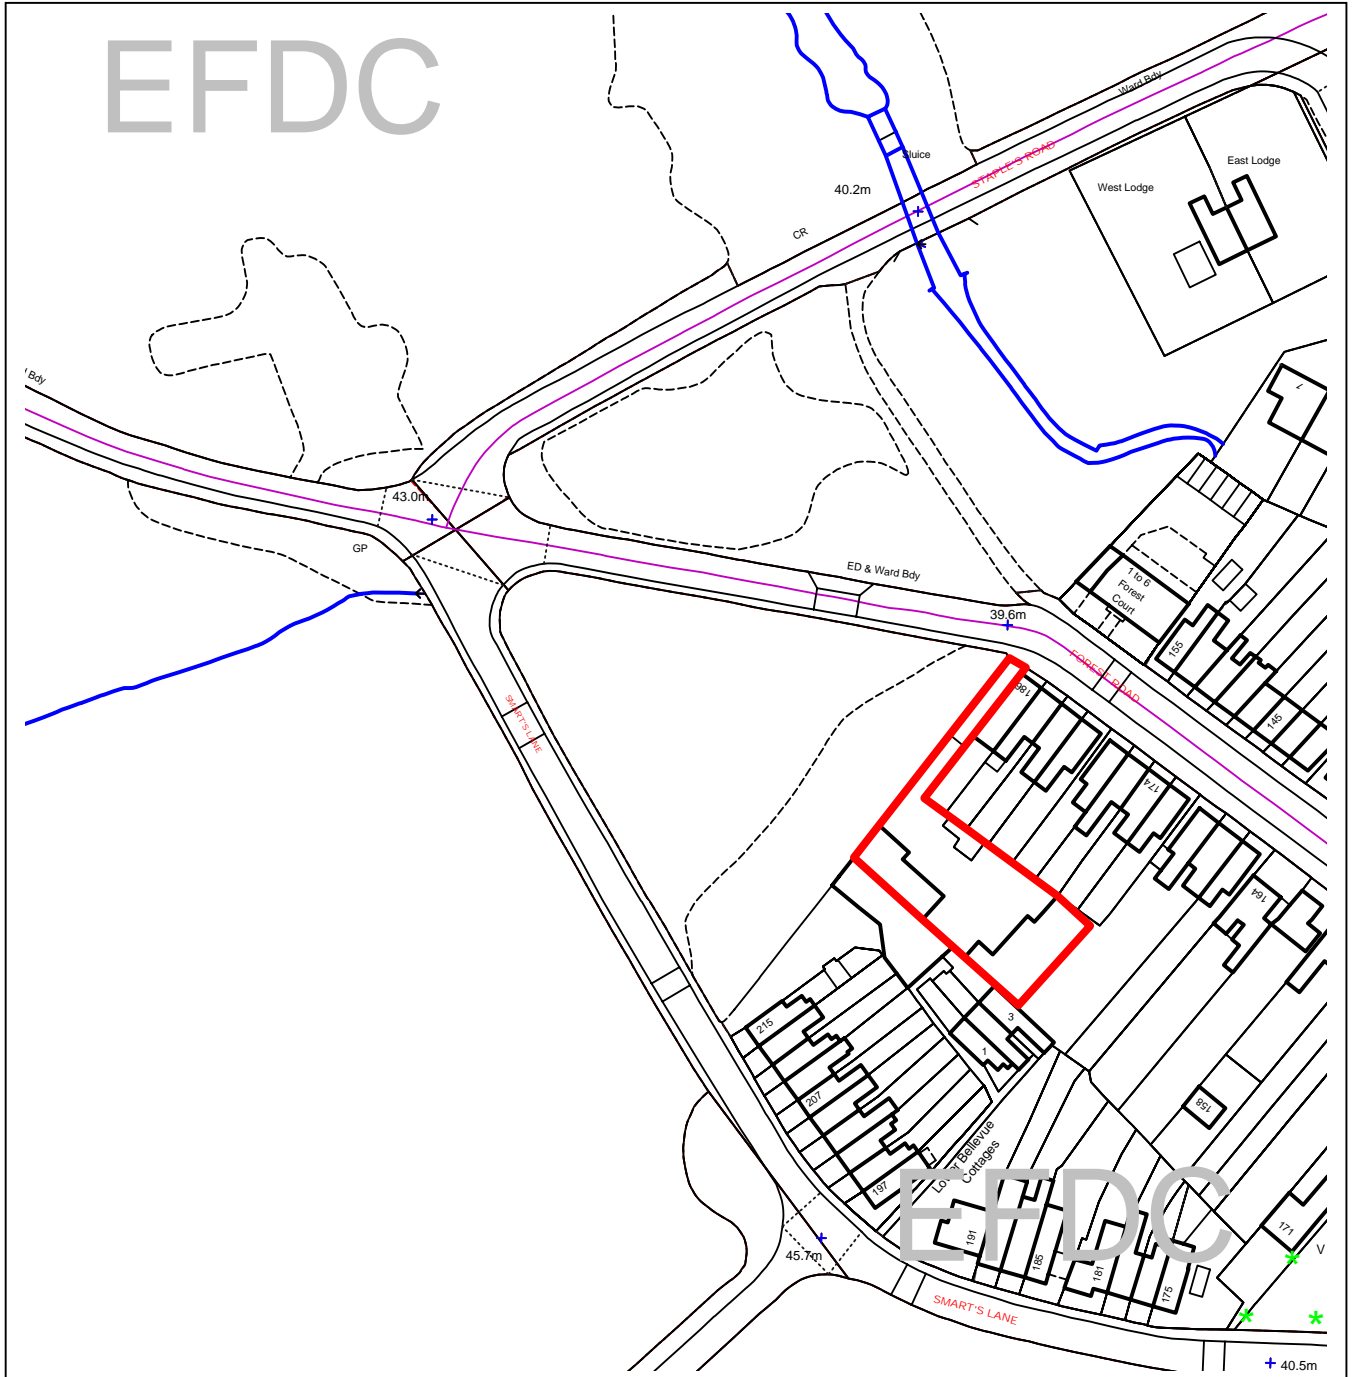 EFDC
Ward Bdy
Sluice
STAPLE'S ROAD
East Lodge
West Lodge
40.2m
CR
Bdy
7
43.0m
GP
ED & Ward Bdy
1 to 6
Forest
Court
39.6m
155
FOREST ROAD
186
145
SMART'S LANE
174
164
215
3
1
207
158
Lower Bellevue
Cottages
197
EFDC
191
185
181
175
171
V
45.7m
SMART'S LANE
40.5m